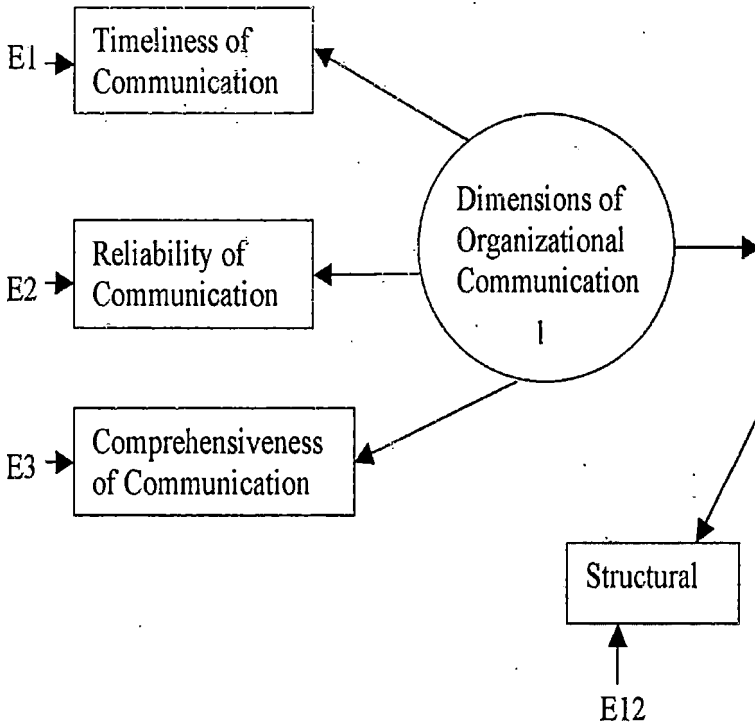 E1
Timeliness of
Communication
Dimensions of
Organizational
Communication
1
E2
Reliability of
Communication
E3
Comprehensiveness
of Communication
Structural
E12